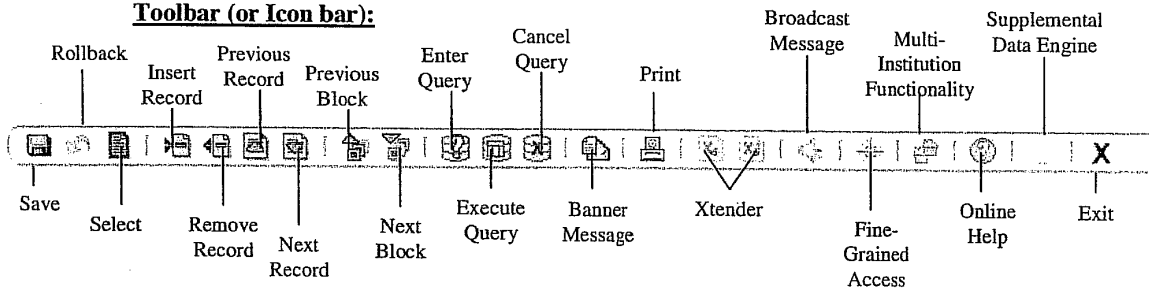 Toolbar (or Icon bar):
Rollback
Insert
Record
Previous
Record
Previous
Block
Enter
Query
Cancel
Query
Print
Broadcast
Message
Multi-
Institution
Functionality
Supplemental
Data Engine
X
Save
Select
Remove
Record
Next
Record
Next
Block
Execute
Query
Banner
Message
Xtender
Fine-
Grained
Access
Online
Help
Exit